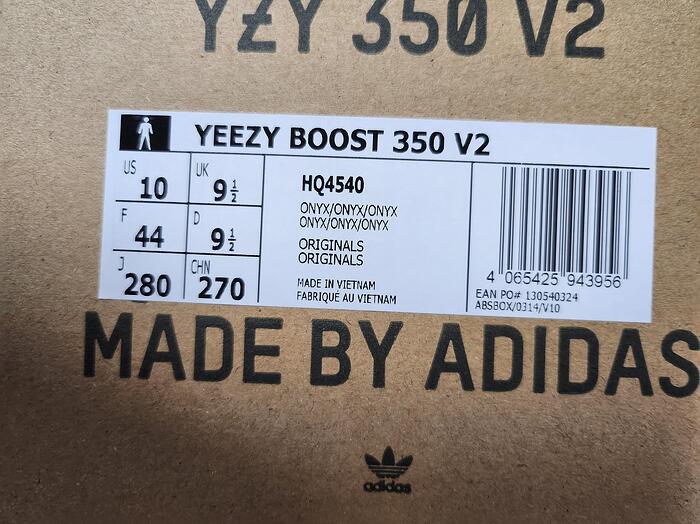 YZY 350 V2
YEEZY BOOST 350 V2
US 10
UK 9 1/2
F 44
D 9 1/2
J 280
CHN 270
HQ4540
ONYX/ONYX/ONYX
ONYX/ONYX/ONYX
ORIGINALS
ORIGINALS
MADE IN VIETNAM
FABRIQUÉ AU VIETNAM
4 065425 943956
EAN PO# 130540324
ABSBOX/0314/V10
MADE BY ADIDAS
adidas